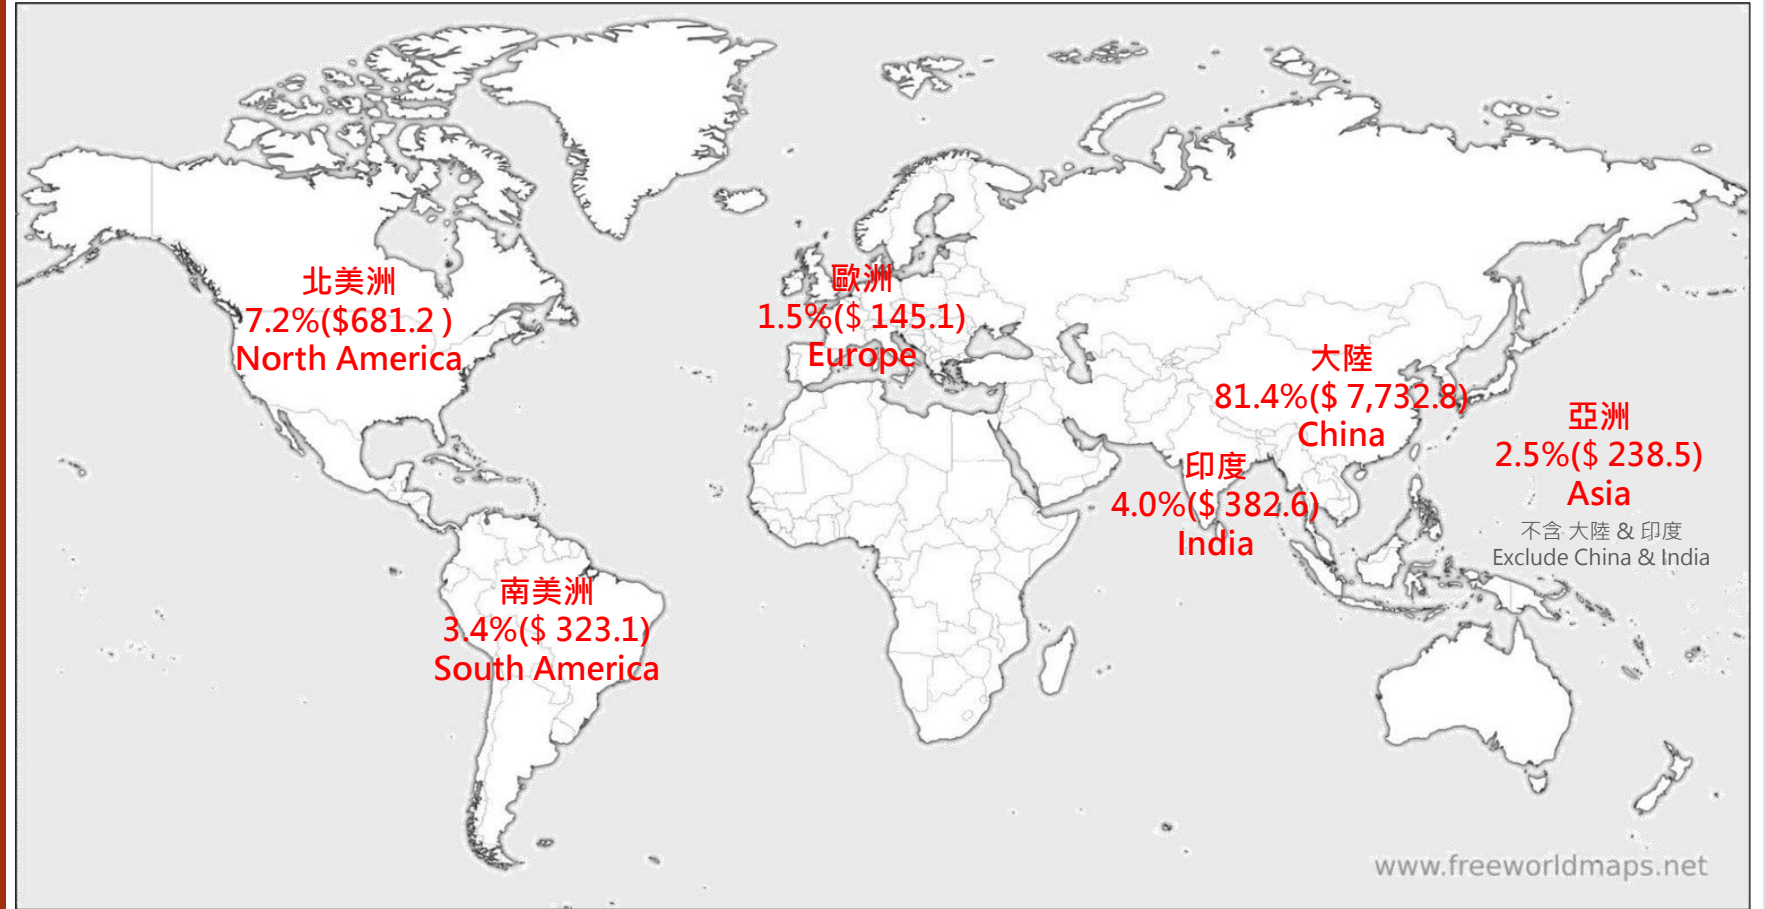 北美洲
7.2%($681.2 )
North America
歐洲
1.5%($ 145.1)
Europe
大陸
81.4%($ 7,732.8)
China
亞洲
2.5%($ 238.5)
Asia
不含 大陸 & 印度
Exclude China & India
印度
4.0%($ 382.6)
India
南美洲
3.4%($ 323.1)
South America
www.freeworldmaps.net